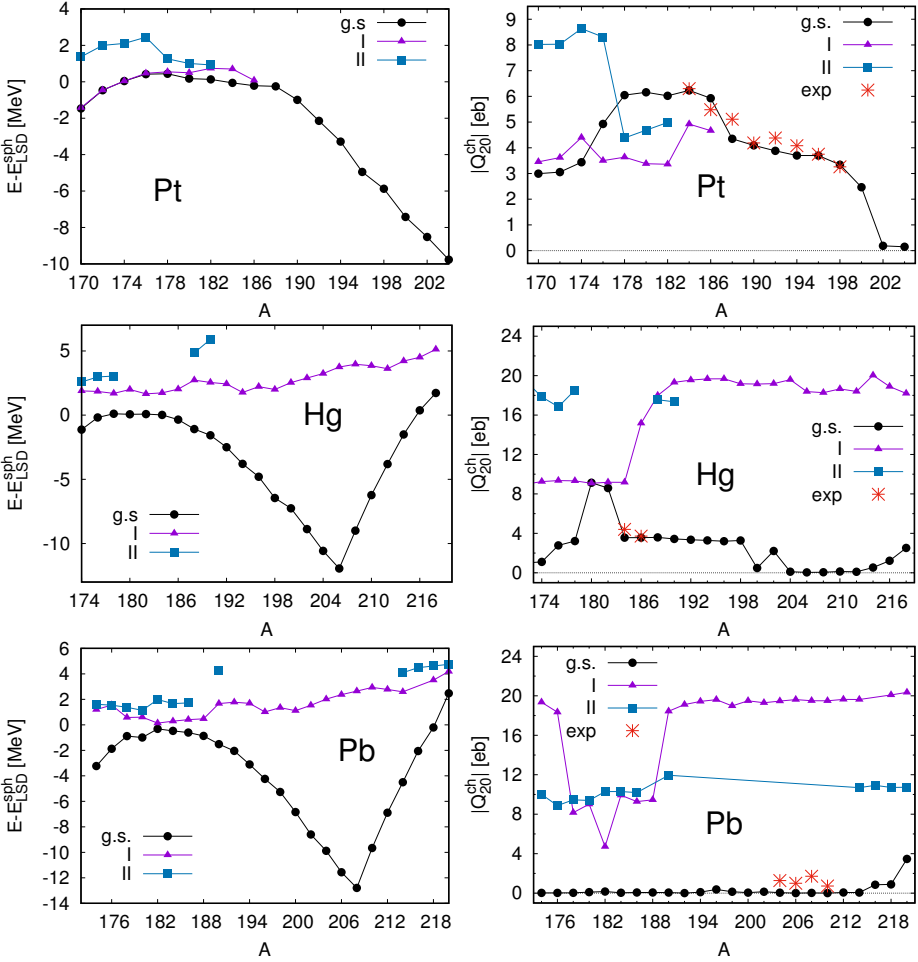 4
2
0
-2
-4
-6
-8
-10
E-E^sph_LSD [MeV]
g.s
I
II
Pt
170 174 178 182 186 190 194 198 202
A
9
8
7
6
5
4
3
2
1
0
|Q^ch_20| [eb]
g.s.
I
II
exp
Pt
170 174 178 182 186 190 194 198 202
A
5
0
-5
-10
E-E^sph_LSD [MeV]
Hg
g.s
I
II
174 180 186 192 198 204 210 216
A
24
20
16
12
8
4
0
|Q^ch_20| [eb]
g.s.
I
II
exp
Hg
174 180 186 192 198 204 210 216
A
6
4
2
0
-2
-4
-6
-8
-10
-12
-14
E-E^sph_LSD [MeV]
Pb
g.s.
I
II
176 182 188 194 200 206 212 218
A
24
20
16
12
8
4
0
|Q^ch_20| [eb]
g.s.
I
II
exp
Pb
176 182 188 194 200 206 212 218
A